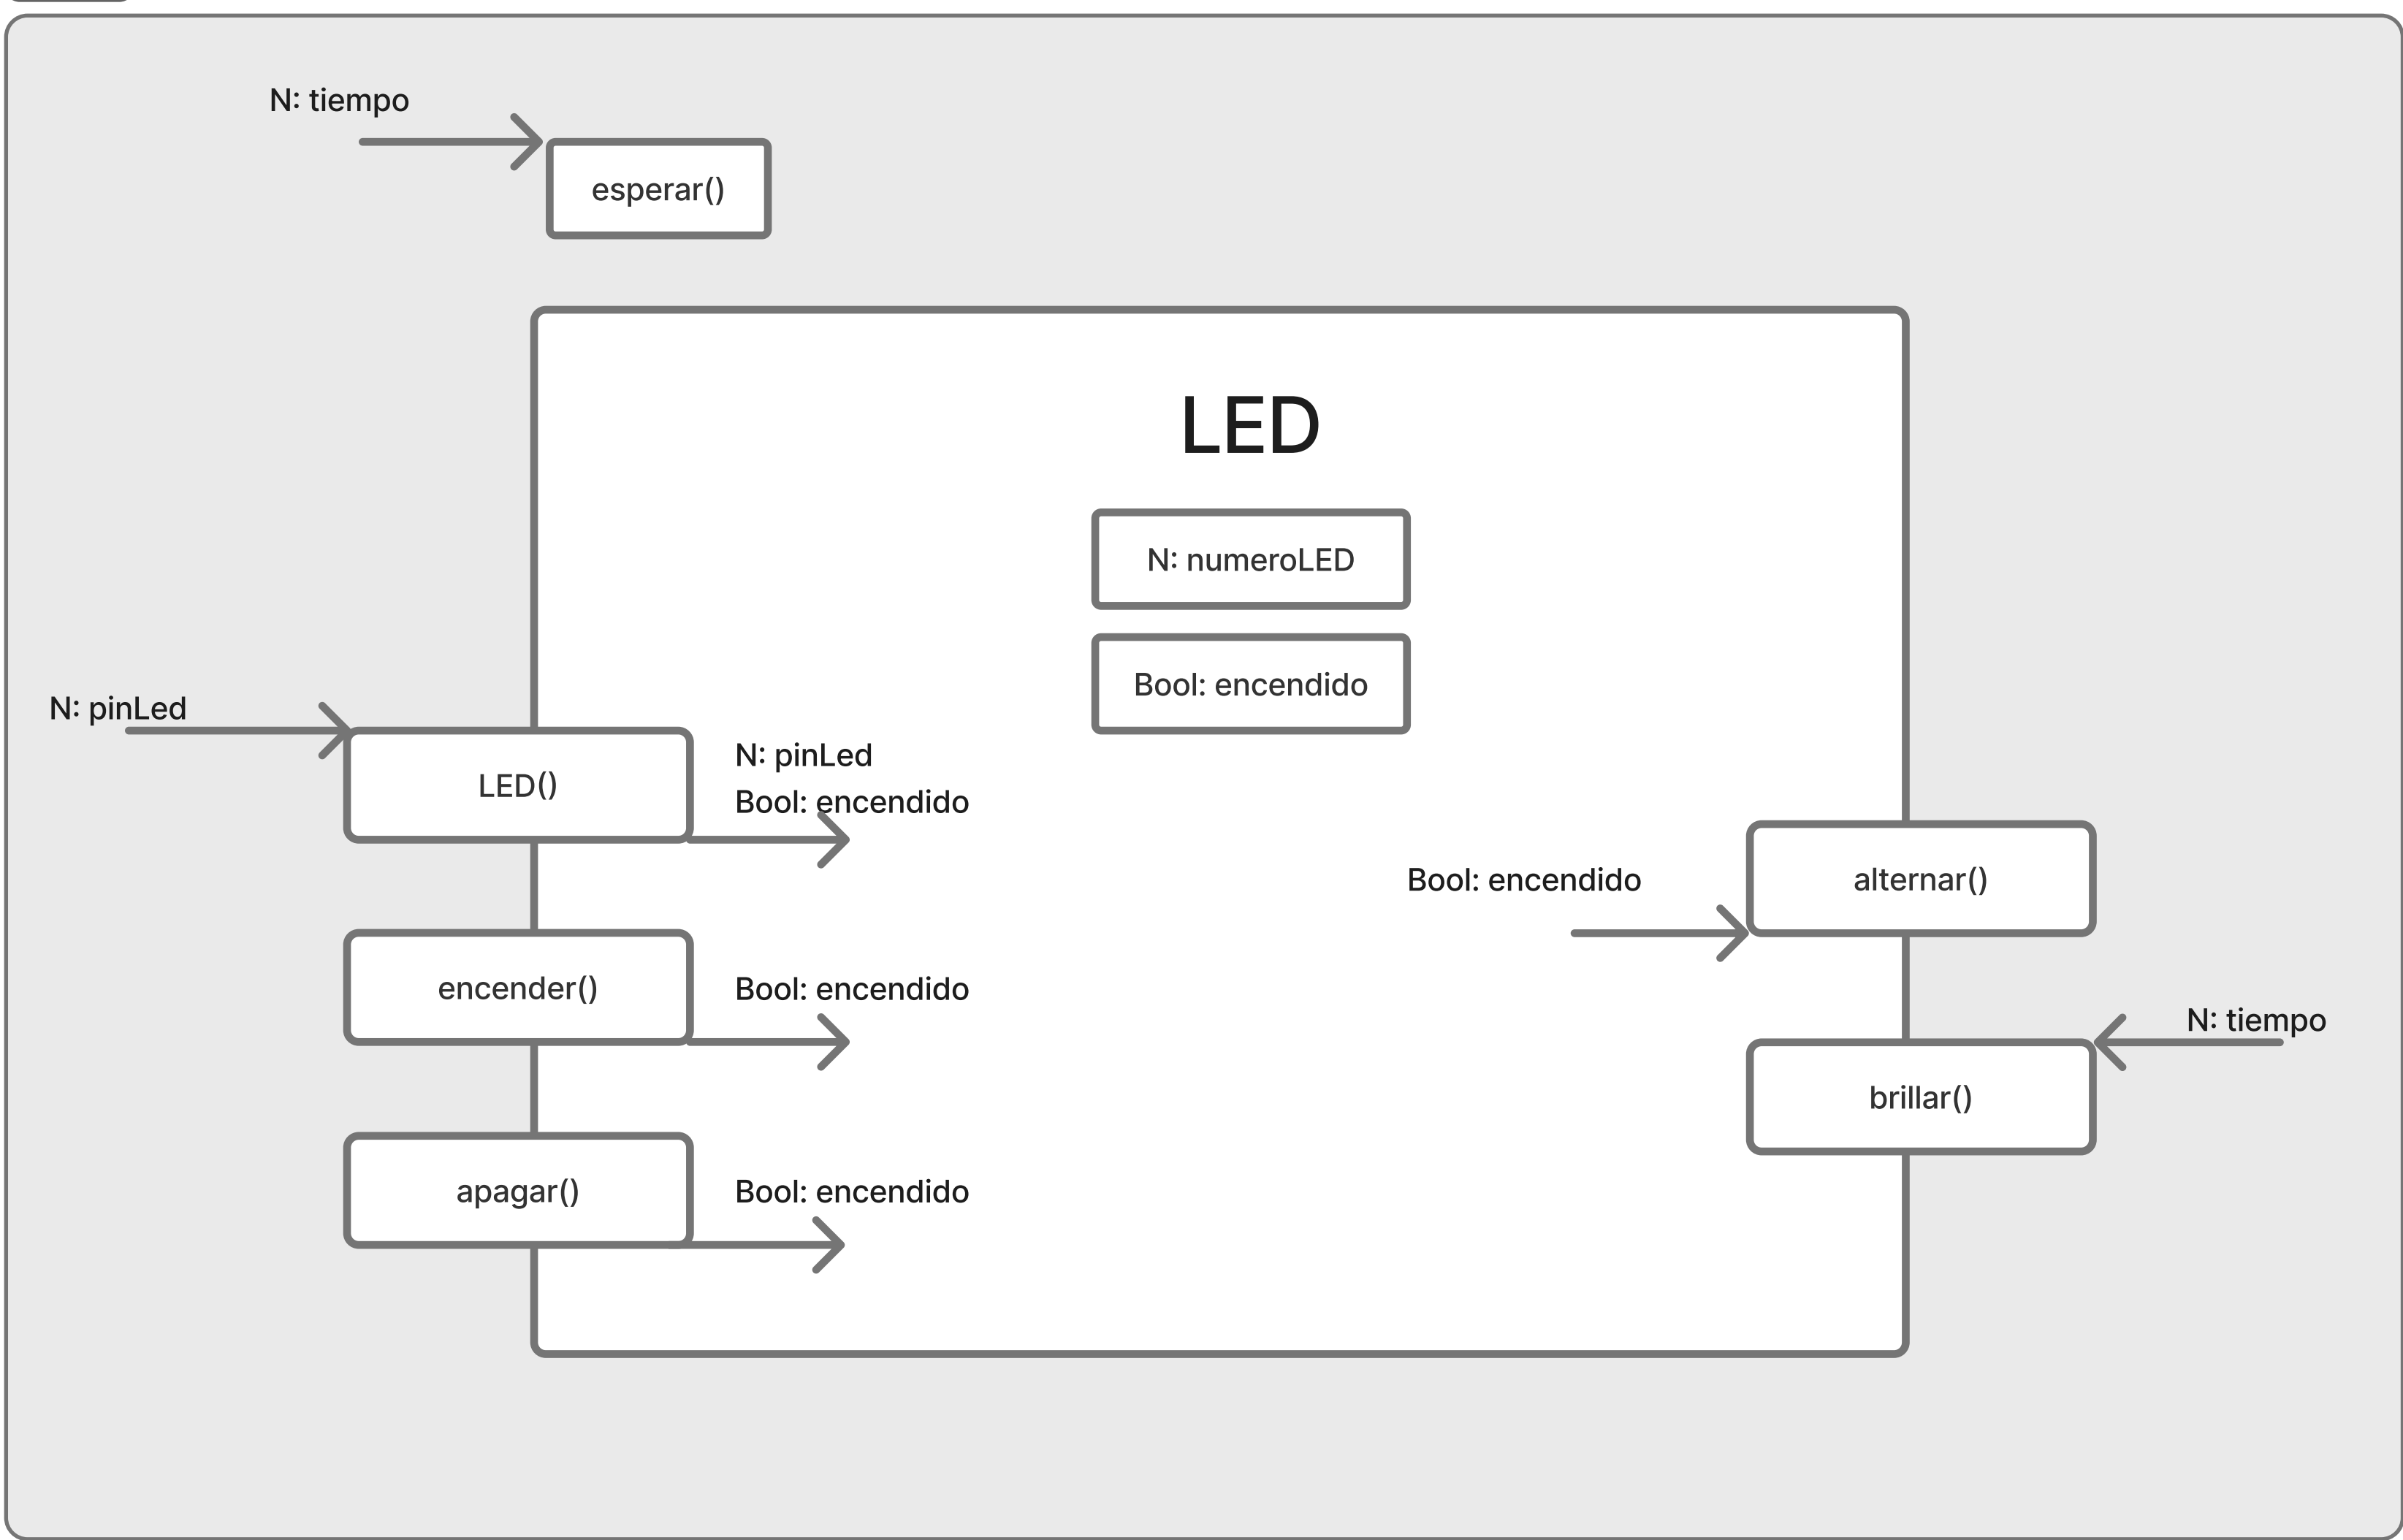 N: tiempo
esperar()
LED
N: numeroLED
Bool: encendido
N: pinLed
LED()
N: pinLed
Bool: encendido
encender()
Bool: encendido
apagar()
Bool: encendido
Bool: encendido
alternar()
N: tiempo
brillar()